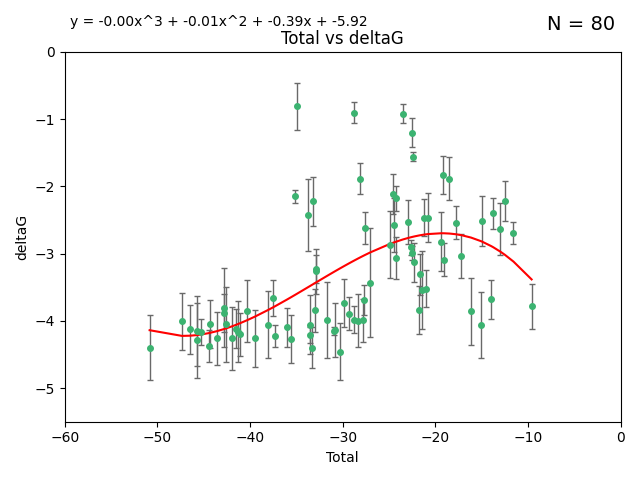 y = -0.00x^3 + -0.01x^2 + -0.39x + -5.92
N = 80
Total vs deltaG
0
−1
−2
−3
−4
−5
deltaG
−60 −50 −40 −30 −20 −10 0
Total